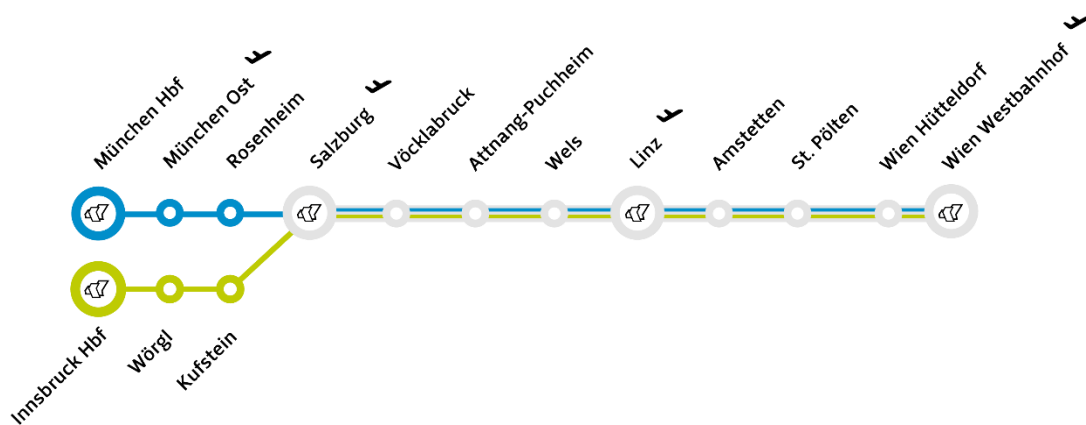 München Hbf
München Ost
Rosenheim
Salzburg
Vöcklabruck
Attnang-Puchheim
Wels
Linz
Amstetten
St. Pölten
Wien Hütteldorf
Wien Westbahnhof
Innsbruck Hbf
Wörgl
Kufstein